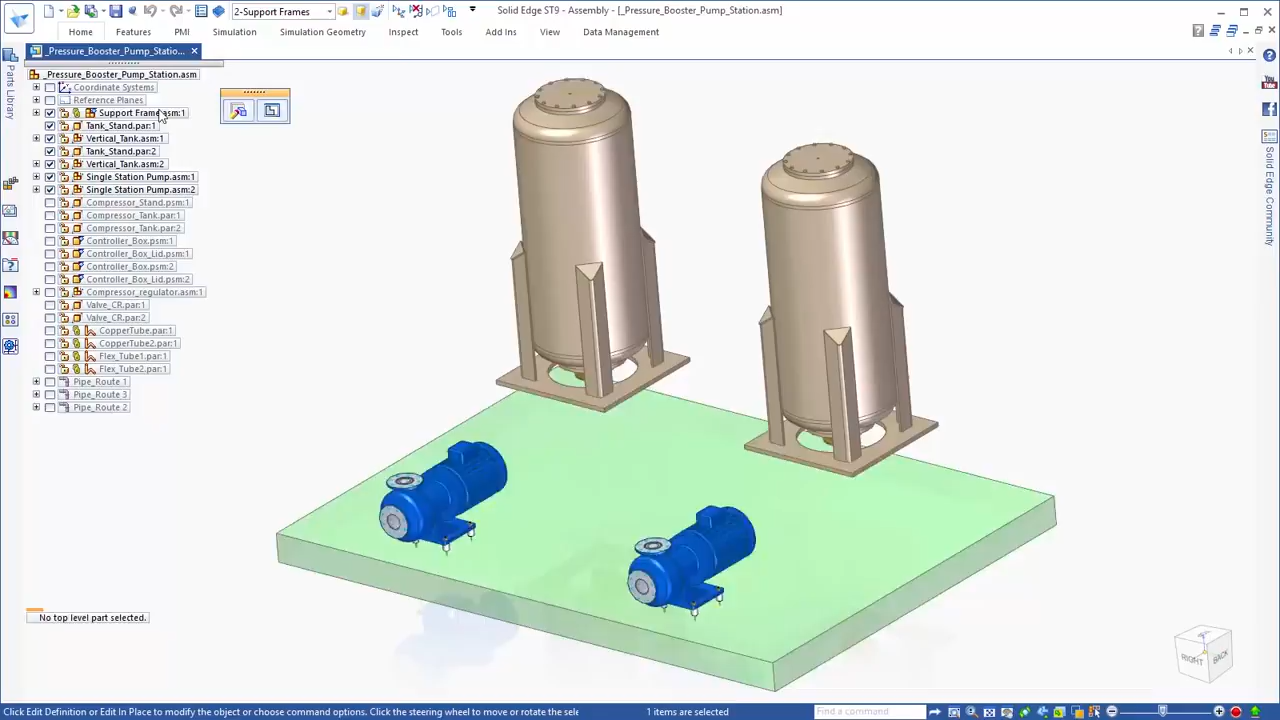 2-Support Frames
Solid Edge ST9 - Assembly - [_Pressure_Booster_Pump_Station.asm]
Home
Features
PMI
Simulation
Simulation Geometry
Inspect
Tools
Add Ins
View
Data Management
_Pressure_Booster_Pump_Statio...
Parts Library
_Pressure_Booster_Pump_Station.asm
Coordinate Systems
Reference Planes
Support Frame.asm:1
Tank_Stand.par:1
Vertical_Tank.asm:1
Tank_Stand.par:2
Vertical_Tank.asm:2
Single Station Pump.asm:1
Single Station Pump.asm:2
Compressor_Stand.psm:1
Compressor_Tank.par:1
Compressor_Tank.par:2
Controller_Box.psm:1
Controller_Box_Lid.psm:1
Controller_Box.psm:2
Controller_Box_Lid.psm:2
Compressor_regulator.asm:1
Valve_CR.par:1
Valve_CR.par:2
CopperTube.par:1
CopperTube2.par:1
Flex_Tube1.par:1
Flex_Tube2.par:1
Pipe_Route 1
Pipe_Route 3
Pipe_Route 2
No top level part selected.
You Tube
Solid Edge Community
RIGHT
BACK
Click Edit Definition or Edit In Place to modify the object or choose command options. Click the steering wheel to move or rotate the sele
1 items are selected
Find a command